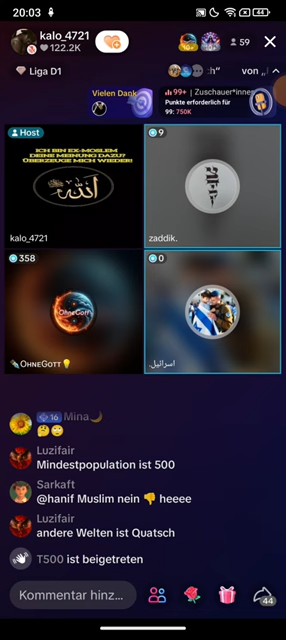 20:03
44
kalo_4721
122.2K
59
Liga D1
:h"
von „
Vielen Dank
99+ | Zuschauer*innen
Punkte erforderlich für
99: 750K
Host
ICH BIN EX-MOSLEM
DEINE MEINUNG DAZU?
ÜBERZEUGE MICH WIEDER!
الله
kalo_4721
9
zaddik.
358
OhneGott
✎OHNEGOTT💡
0
اسرائيل.
16 Mina🌙
🤔🙄
Luzifair
Mindestpopulation ist 500
Sarkaft
@hanif Muslim nein 👎 heeee
Luzifair
andere Welten ist Quatsch
T500 ist beigetreten
Kommentar hinz...
44